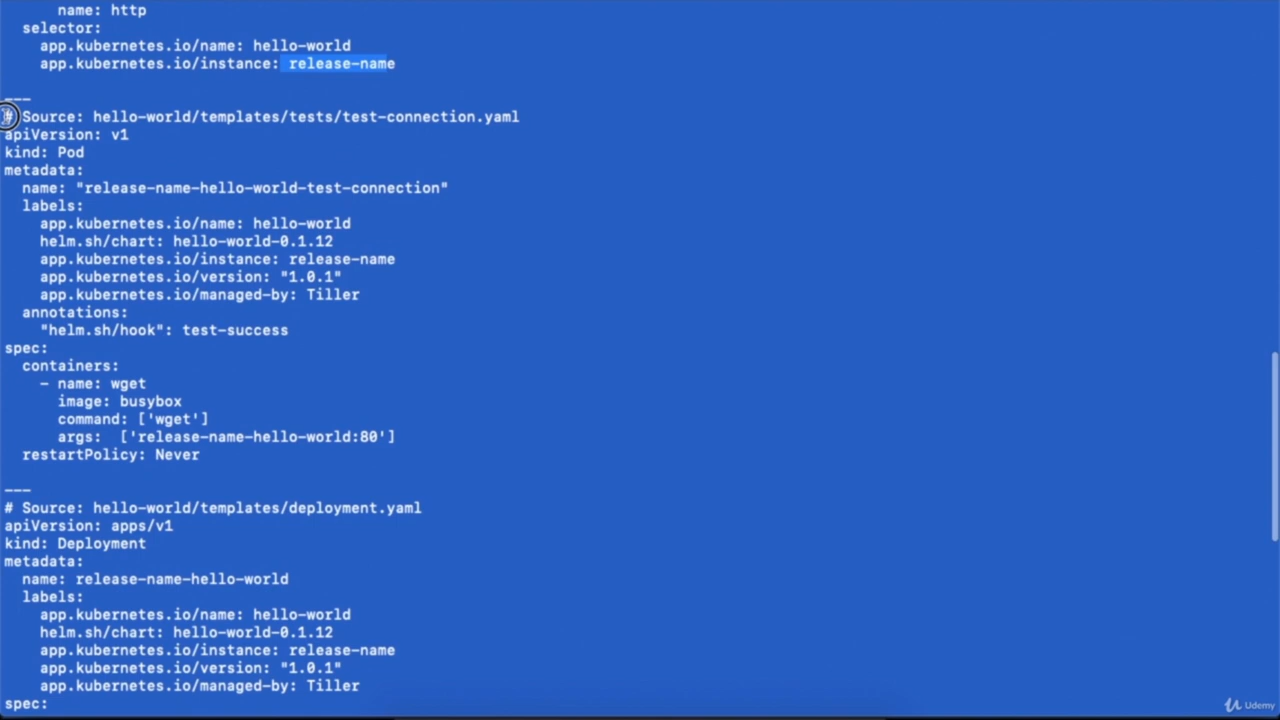 name: http
  selector:
    app.kubernetes.io/name: hello-world
    app.kubernetes.io/instance: release-name

---
# Source: hello-world/templates/tests/test-connection.yaml
apiVersion: v1
kind: Pod
metadata:
  name: "release-name-hello-world-test-connection"
  labels:
    app.kubernetes.io/name: hello-world
    helm.sh/chart: hello-world-0.1.12
    app.kubernetes.io/instance: release-name
    app.kubernetes.io/version: "1.0.1"
    app.kubernetes.io/managed-by: Tiller
  annotations:
    "helm.sh/hook": test-success
spec:
  containers:
    - name: wget
      image: busybox
      command: ['wget']
      args:  ['release-name-hello-world:80']
  restartPolicy: Never

---
# Source: hello-world/templates/deployment.yaml
apiVersion: apps/v1
kind: Deployment
metadata:
  name: release-name-hello-world
  labels:
    app.kubernetes.io/name: hello-world
    helm.sh/chart: hello-world-0.1.12
    app.kubernetes.io/instance: release-name
    app.kubernetes.io/version: "1.0.1"
    app.kubernetes.io/managed-by: Tiller
spec:
Udemy